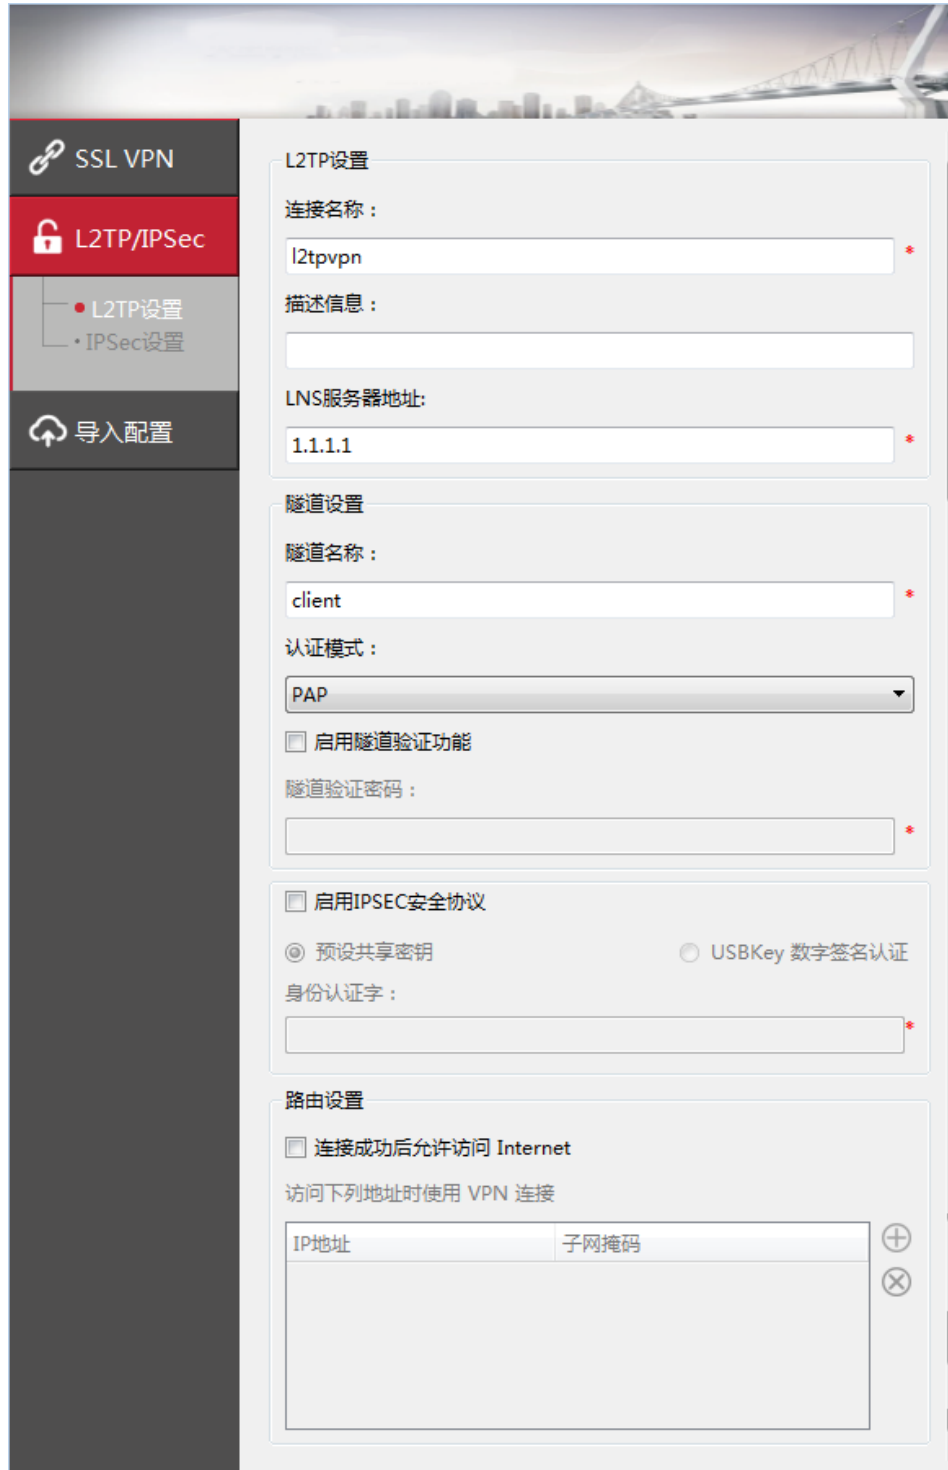 SSL VPN
L2TP/IPSec
L2TP设置
IPSec设置
导入配置
L2TP设置
连接名称：
l2tpvpn
*
描述信息：
LNS服务器地址:
1.1.1.1
*
隧道设置
隧道名称：
client
*
认证模式：
PAP
启用隧道验证功能
隧道验证密码：
*
启用IPSEC安全协议
预设共享密钥 USBKey 数字签名认证
身份认证字：
*
路由设置
连接成功后允许访问 Internet
访问下列地址时使用 VPN 连接
IP地址 子网掩码